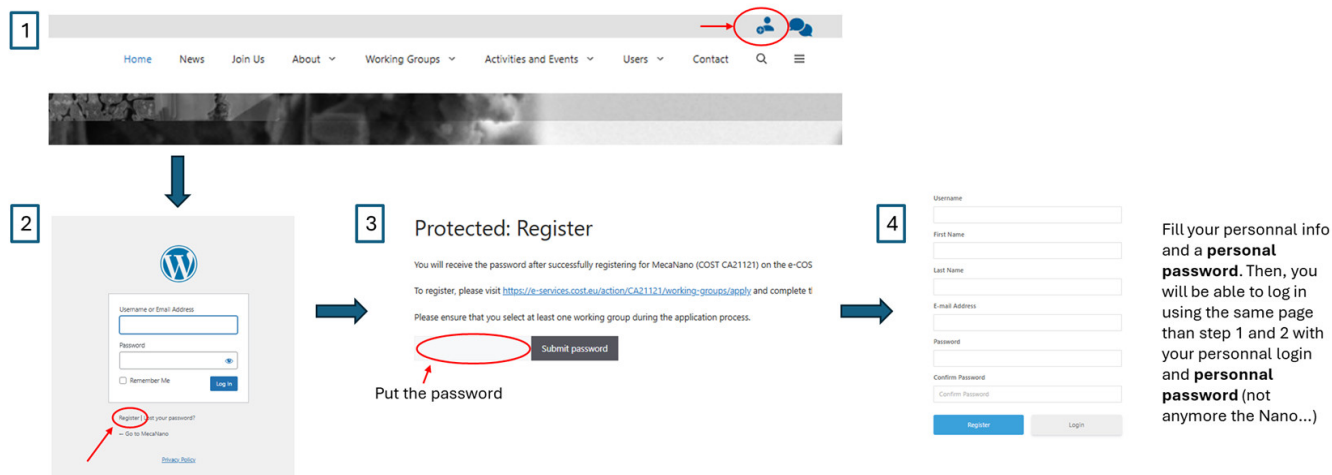 1
Home News Join Us About Working Groups Activities and Events Users Contact
2
Username or Email Address
Password
Remember Me
Log In
Register | Lost your password?
← Go to MecaNano
Privacy Policy
3
Protected: Register
You will receive the password after successfully registering for MecaNano (COST CA21121) on the e-COS
To register, please visit https://e-services.cost.eu/action/CA21121/working-groups/apply and complete t
Please ensure that you select at least one working group during the application process.
Submit password
Put the password
4
Username
First Name
Last Name
E-mail Address
Password
Confirm Password
Confirm Password
Register Login
Fill your personnal info
and a personal
password. Then, you
will be able to log in
using the same page
than step 1 and 2 with
your personnal login
and personnal
password (not
anymore the Nano...)